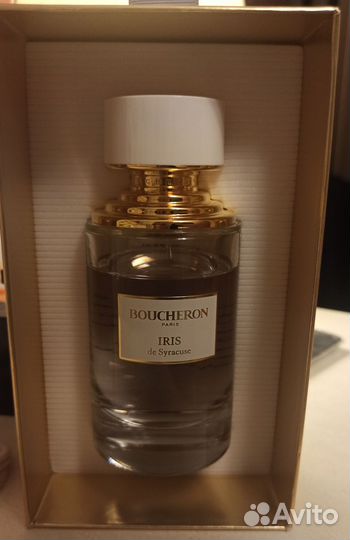 BOUCHERON
PARIS
IRIS
de Syracuse
Avito